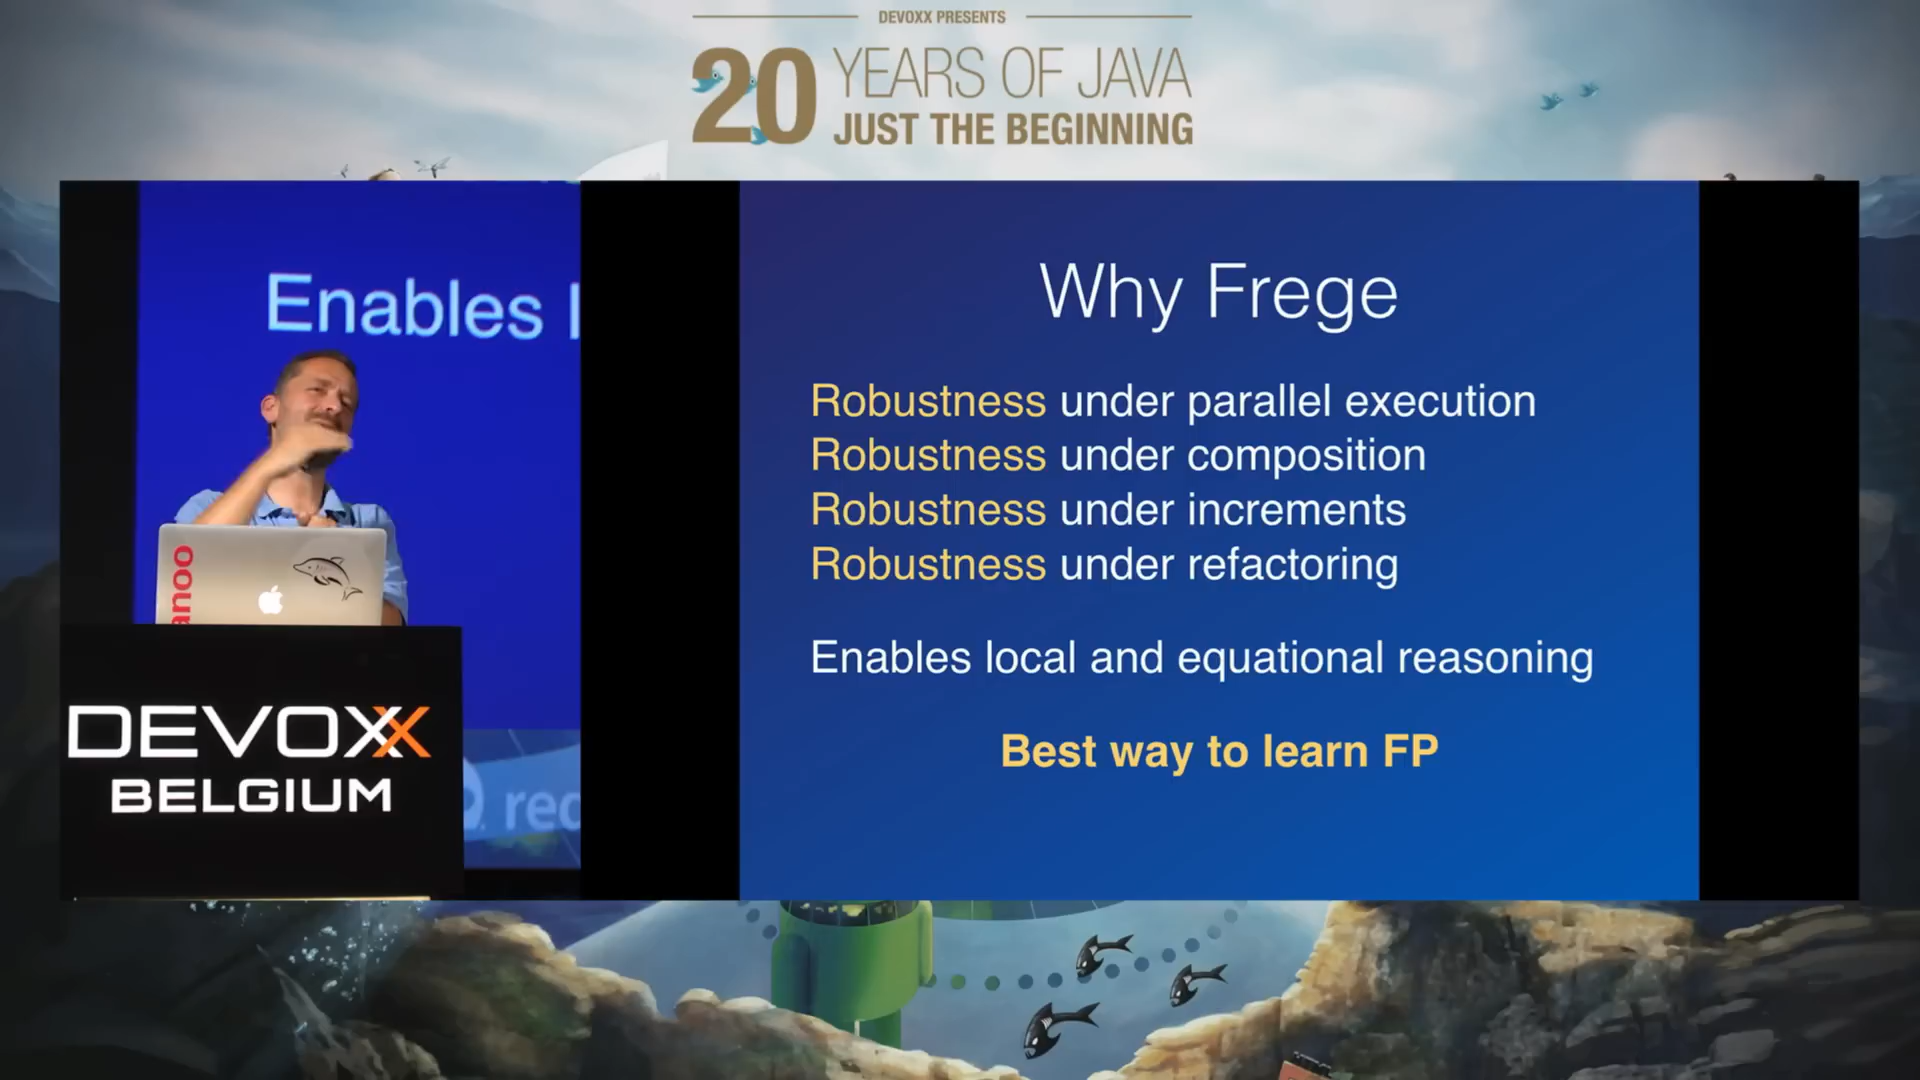 DEVOXX PRESENTS
20 YEARS OF JAVA
JUST THE BEGINNING
Enables
anoo
DEVOXX
BELGIUM
Why Frege
Robustness under parallel execution
Robustness under composition
Robustness under increments
Robustness under refactoring
Enables local and equational reasoning
Best way to learn FP